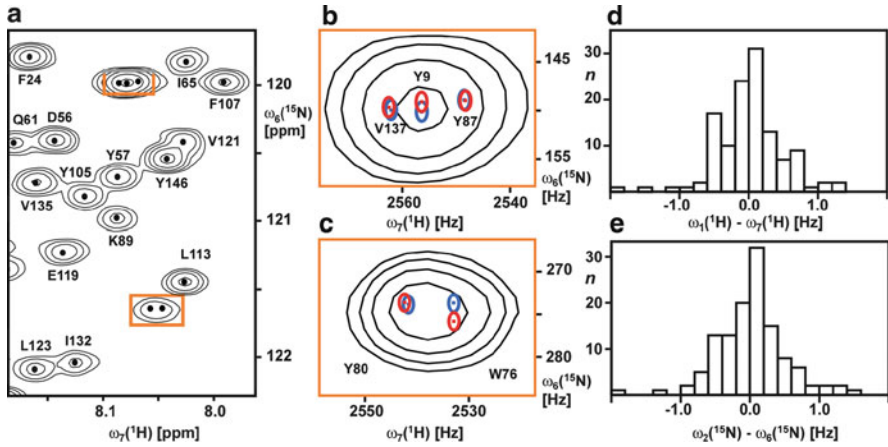 a
F24
I65
F107
120
ω6(15N)
[ppm]
Q61 D56
V121
Y105 Y57
Y146
V135
K89
121
E119
L113
L123 I132
122
8.1 8.0
ω7(1H) [ppm]
b
145
Y9
V137 Y87
155
ω6(15N)
[Hz]
2560 2540
ω7(1H) [Hz]
c
270
280
Y80 W76
ω6(15N)
[Hz]
2550 2530
ω7(1H) [Hz]
d
30
n
20
10
-1.0 0.0 1.0
ω1(1H) - ω7(1H) [Hz]
e
30
n
20
10
-1.0 0.0 1.0
ω2(15N) - ω6(15N) [Hz]